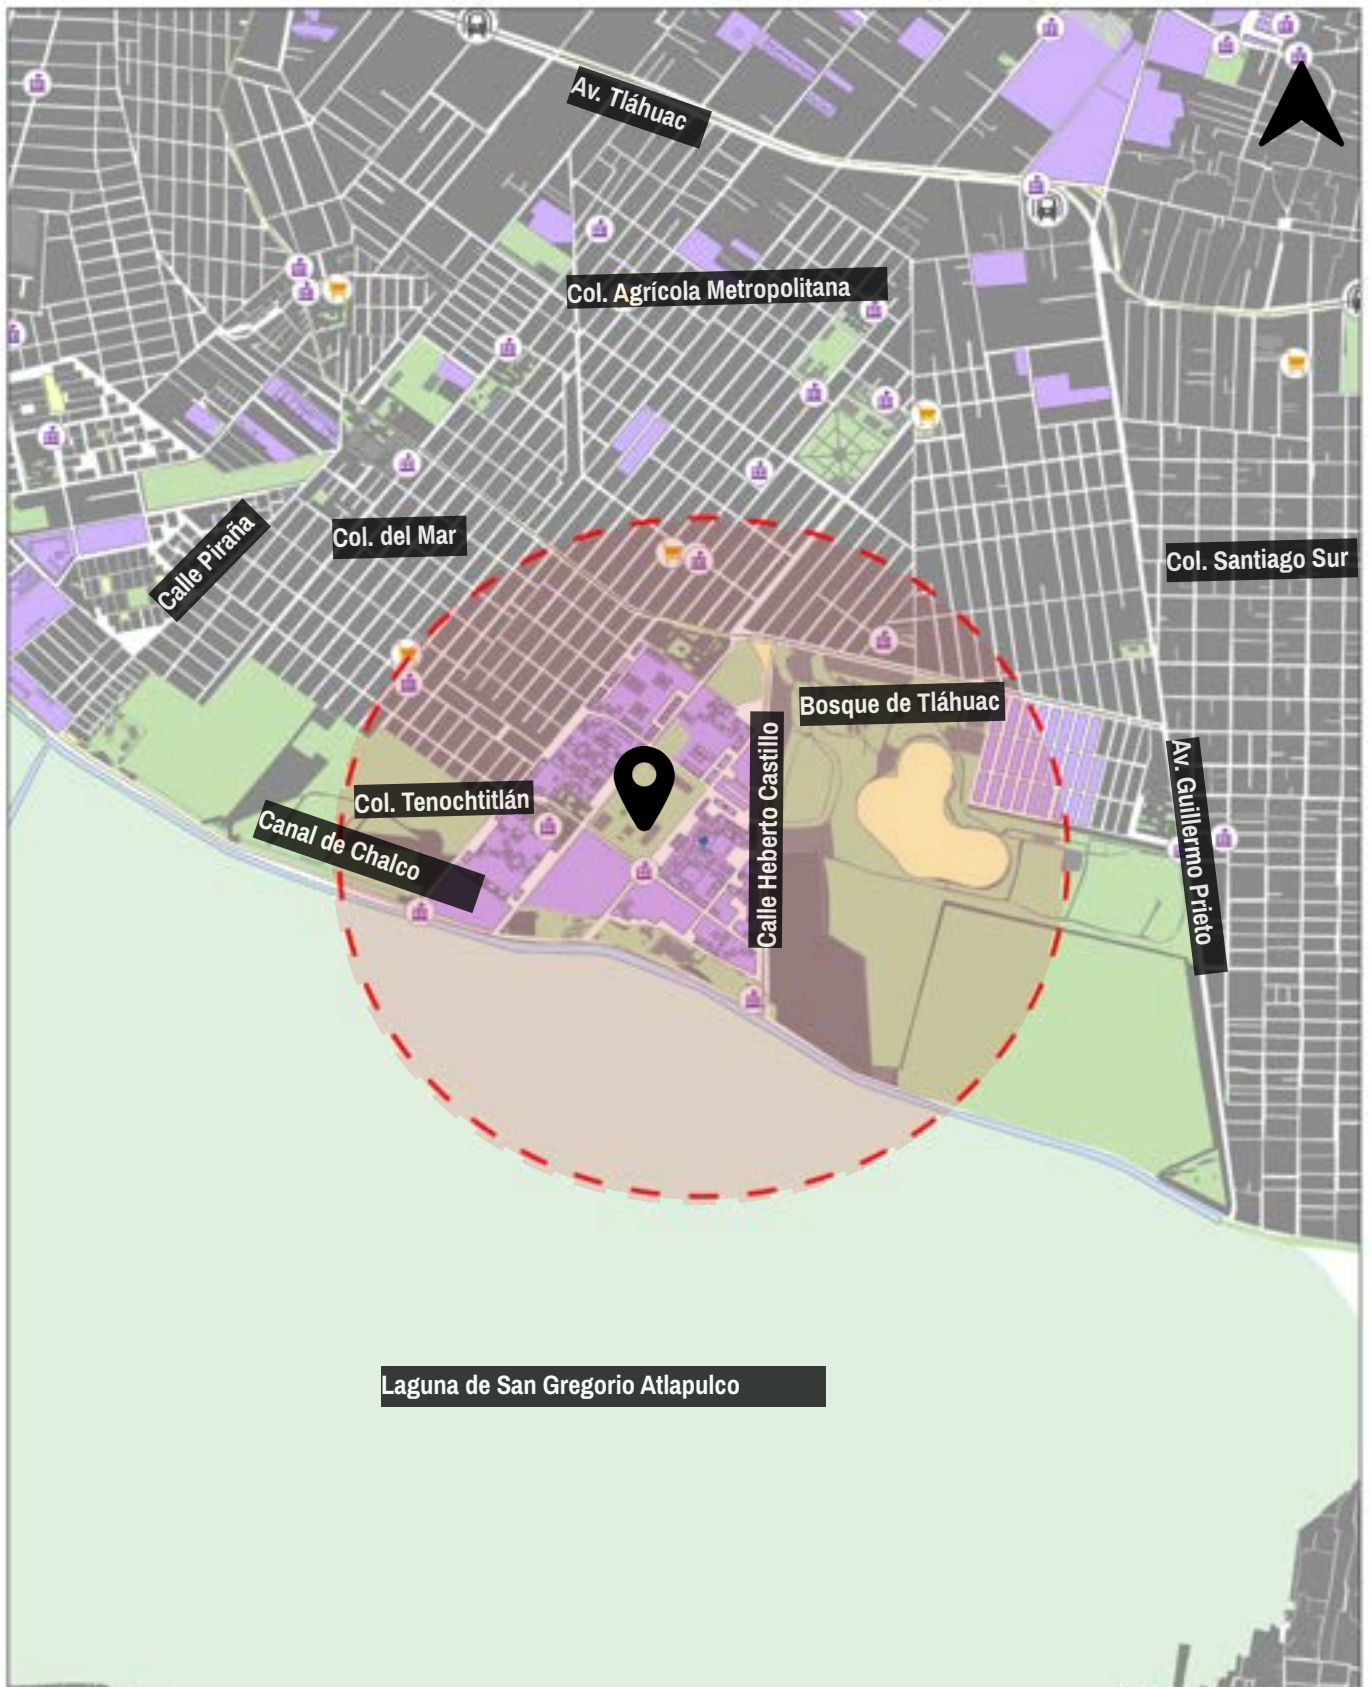 Av. Tláhuac
Col. Agrícola Metropolitana
Calle Piraña
Col. del Mar
Col. Santiago Sur
Bosque de Tláhuac
Calle Heberto Castillo
Av. Guillermo Prieto
Col. Tenochtitlán
Canal de Chalco
Laguna de San Gregorio Atlapulco